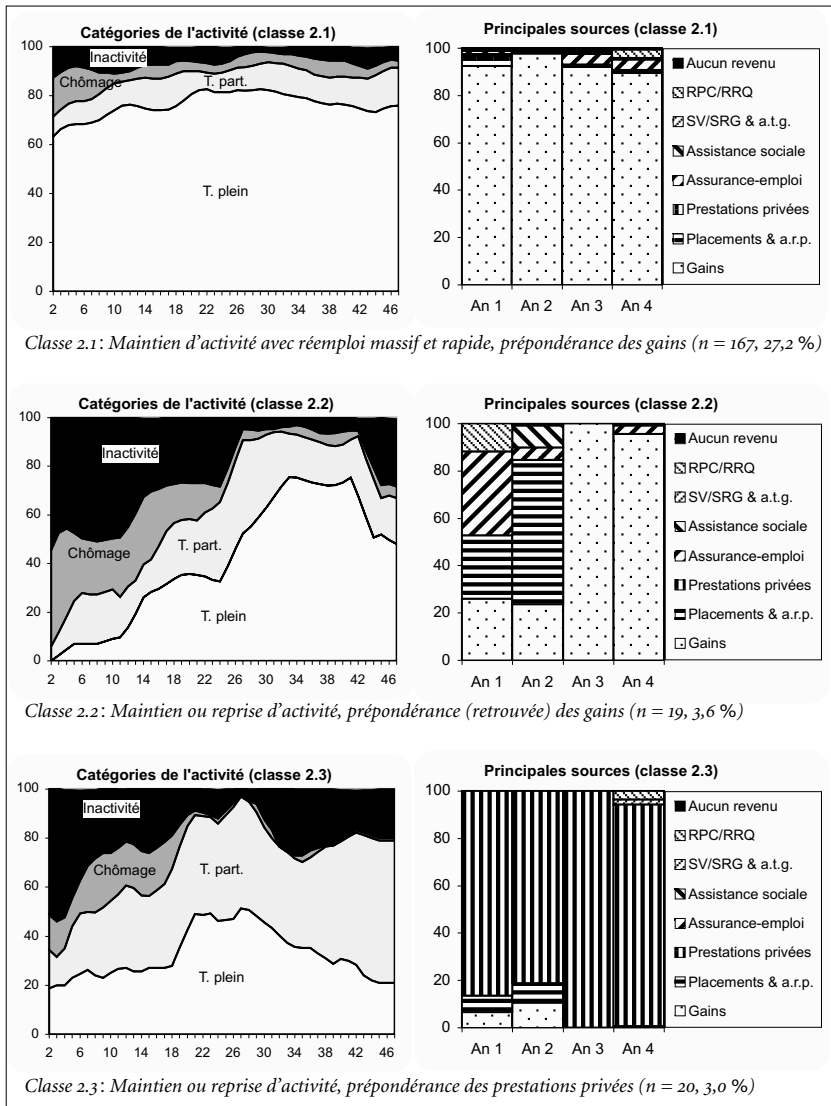 Catégories de l'activité (classe 2.1)
100
80
60
40
20
0
Inactivité
Chômage
T. part.
T. plein
2 6 10 14 18 22 26 30 34 38 42 46
Principales sources (classe 2.1)
100
80
60
40
20
0
An 1 An 2 An 3 An 4
Aucun revenu
RPC/RRQ
SV/SRG & a.t.g.
Assistance sociale
Assurance-emploi
Prestations privées
Placements & a.r.p.
Gains
Classe 2.1 : Maintien d'activité avec réemploi massif et rapide, prépondérance des gains (n = 167, 27,2 %)
Catégories de l'activité (classe 2.2)
100
80
60
40
20
0
Inactivité
Chômage
T. part.
T. plein
2 6 10 14 18 22 26 30 34 38 42 46
Principales sources (classe 2.2)
100
80
60
40
20
0
An 1 An 2 An 3 An 4
Aucun revenu
RPC/RRQ
SV/SRG & a.t.g.
Assistance sociale
Assurance-emploi
Prestations privées
Placements & a.r.p.
Gains
Classe 2.2 : Maintien ou reprise d'activité, prépondérance (retrouvée) des gains (n = 19, 3,6 %)
Catégories de l'activité (classe 2.3)
100
80
60
40
20
0
Inactivité
Chômage
T. part.
T. plein
2 6 10 14 18 22 26 30 34 38 42 46
Principales sources (classe 2.3)
100
80
60
40
20
0
An 1 An 2 An 3 An 4
Aucun revenu
RPC/RRQ
SV/SRG & a.t.g.
Assistance sociale
Assurance-emploi
Prestations privées
Placements & a.r.p.
Gains
Classe 2.3 : Maintien ou reprise d'activité, prépondérance des prestations privées (n = 20, 3,0 %)